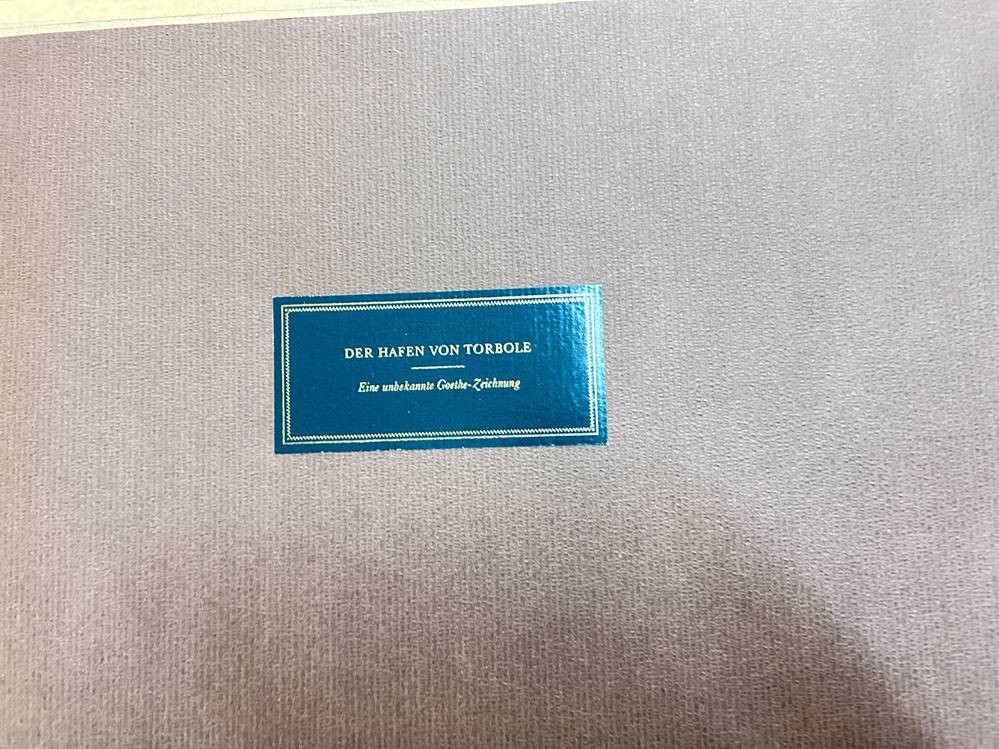 DER HAFEN VON TORBOLE
Eine unbekannte Goethe-Zeichnung